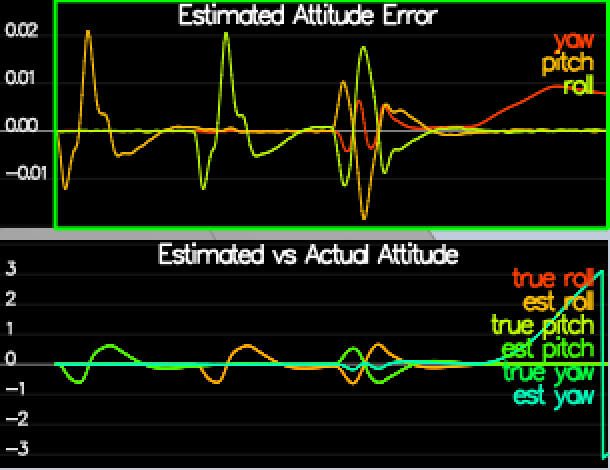 Estimated Attitude Error
0.02
yaw
pitch
0.01
roll
0.00
-0.01
Estimated vs Actual Attitude
3
true roll
2
est roll
true pitch
1
est pitch
0
true yaw
-1
est yaw
-2
-3